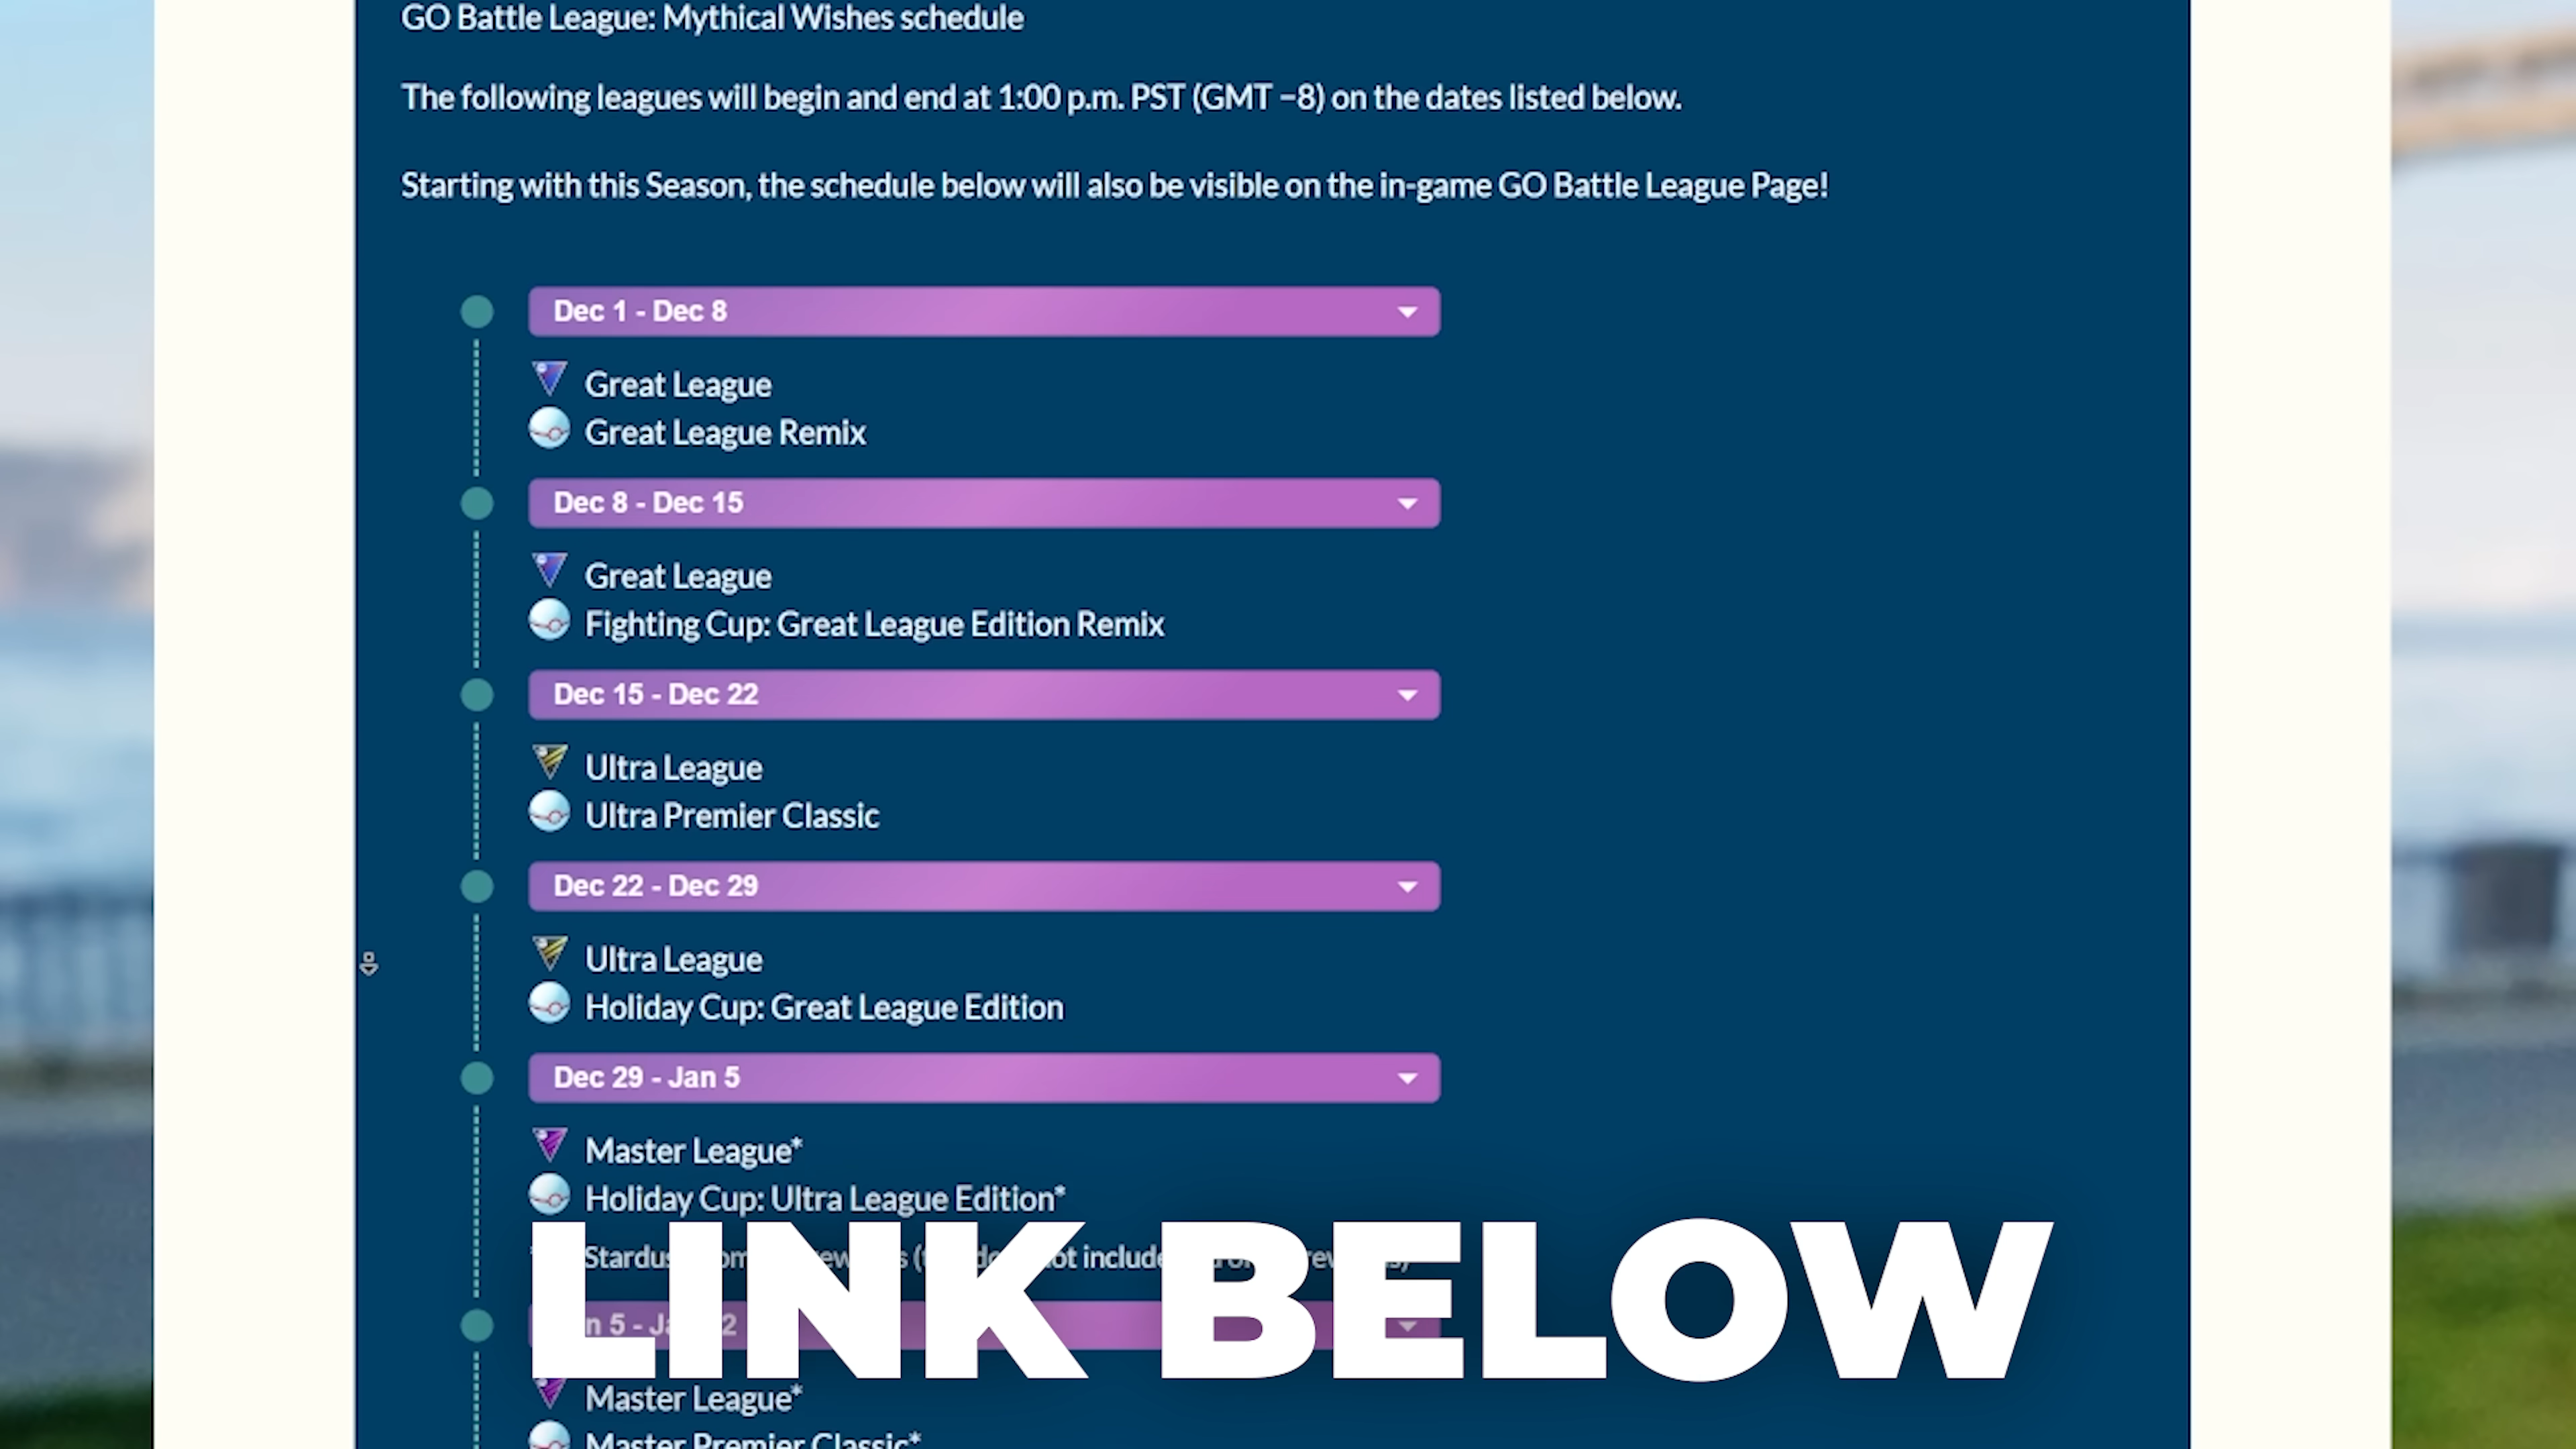 GO Battle League: Mythical Wishes schedule
The following leagues will begin and end at 1:00 p.m. PST (GMT −8) on the dates listed below.
Starting with this Season, the schedule below will also be visible on the in-game GO Battle League Page!
Dec 1 - Dec 8
Great League
Great League Remix
Dec 8 - Dec 15
Great League
Fighting Cup: Great League Edition Remix
Dec 15 - Dec 22
Ultra League
Ultra Premier Classic
Dec 22 - Dec 29
Ultra League
Holiday Cup: Great League Edition
Dec 29 - Jan 5
Master League*
Holiday Cup: Ultra League Edition*
LINK BELOW
Master League*
Master Premier Classic*